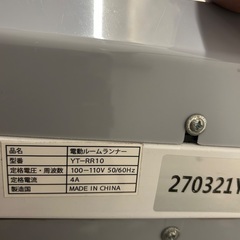 品名 電動ルームランナー
型番 YT-RR10
定格電圧・周波数 100-110V 50/60Hz
定格電流 4A
製造国 MADE IN CHINA
270321Y